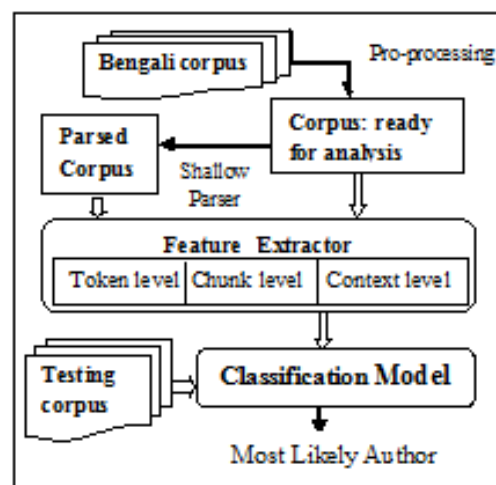 Bengali corpus
Pro-processing
Corpus: ready
for analysis
Parsed
Corpus
Shallow
Parser
Feature Extractor
Token level
Chunk level
Context level
Testing
corpus
Classification Model
Most Likely Author